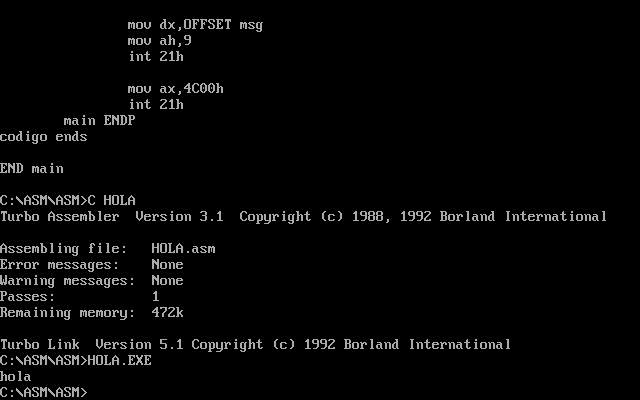 mov dx,OFFSET msg
mov ah,9
int 21h
mov ax,4C00h
int 21h
main ENDP
codigo ends
END main
C:\ASM\ASM>C HOLA
Turbo Assembler  Version 3.1  Copyright (c) 1988, 1992 Borland International
Assembling file:   HOLA.asm
Error messages:    None
Warning messages:  None
Passes:            1
Remaining memory:  472k
Turbo Link  Version 5.1 Copyright (c) 1992 Borland International
C:\ASM\ASM>HOLA.EXE
hola
C:\ASM\ASM>